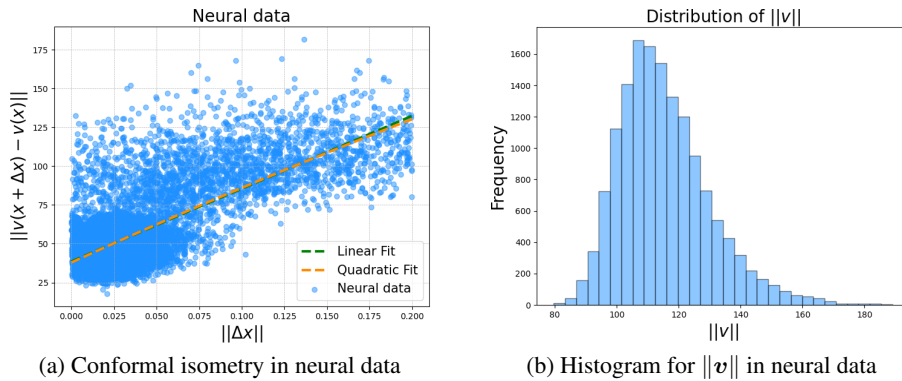 Neural data
||v(x + Δx) − v(x)||
175
150
125
100
75
50
25
0.000 0.025 0.050 0.075 0.100 0.125 0.150 0.175 0.200
||Δx||
Linear Fit
Quadratic Fit
Neural data
(a) Conformal isometry in neural data
Distribution of ||v||
Frequency
1600
1400
1200
1000
800
600
400
200
0
80 100 120 140 160 180
||v||
(b) Histogram for ‖v‖ in neural data